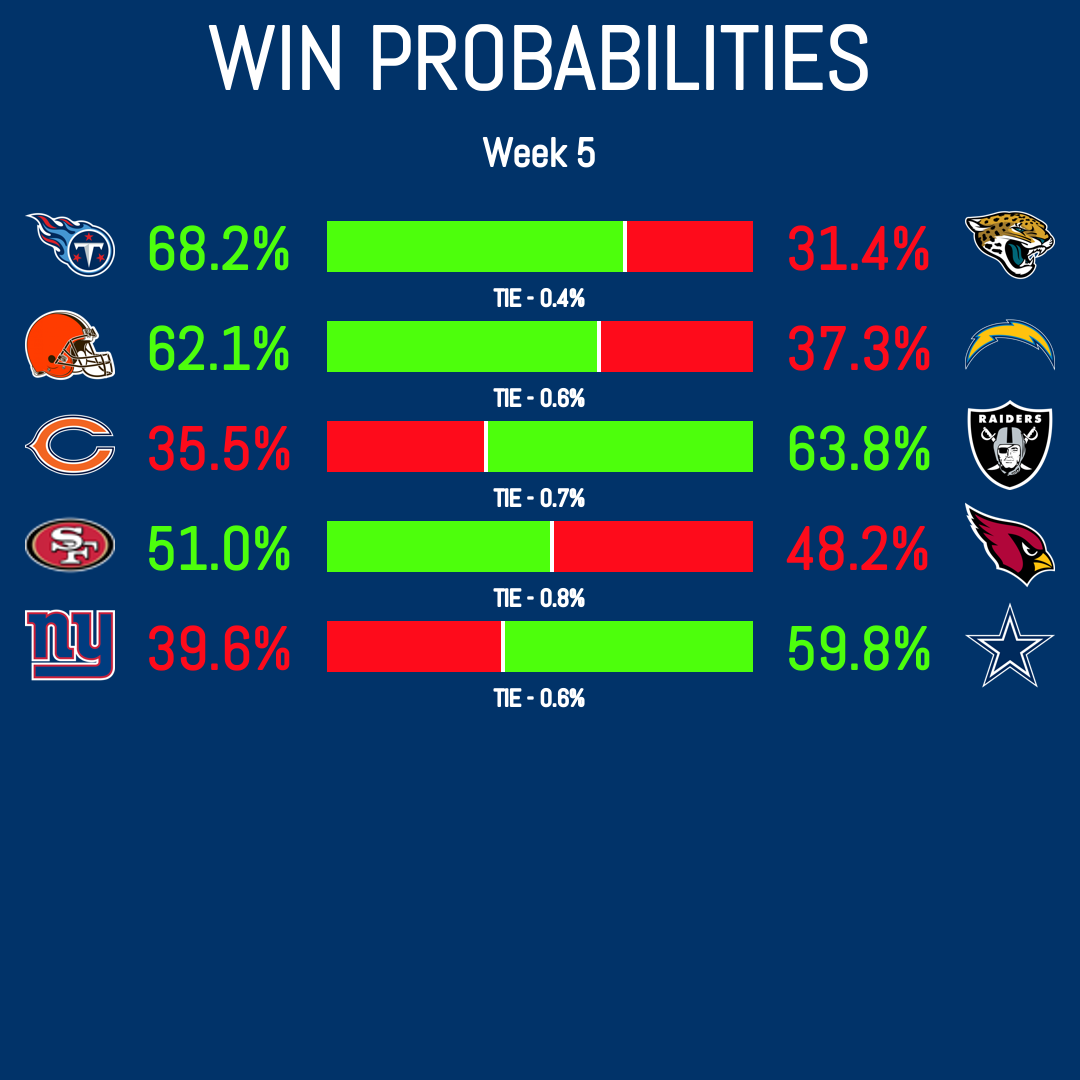 WIN PROBABILITIES
Week 5
T 68.2% 31.4%
TIE - 0.4%
62.1% 37.3%
TIE - 0.6%
C 35.5% 63.8% RAIDERS
TIE - 0.7%
SF 51.0% 48.2%
TIE - 0.8%
ny 39.6% 59.8%
TIE - 0.6%